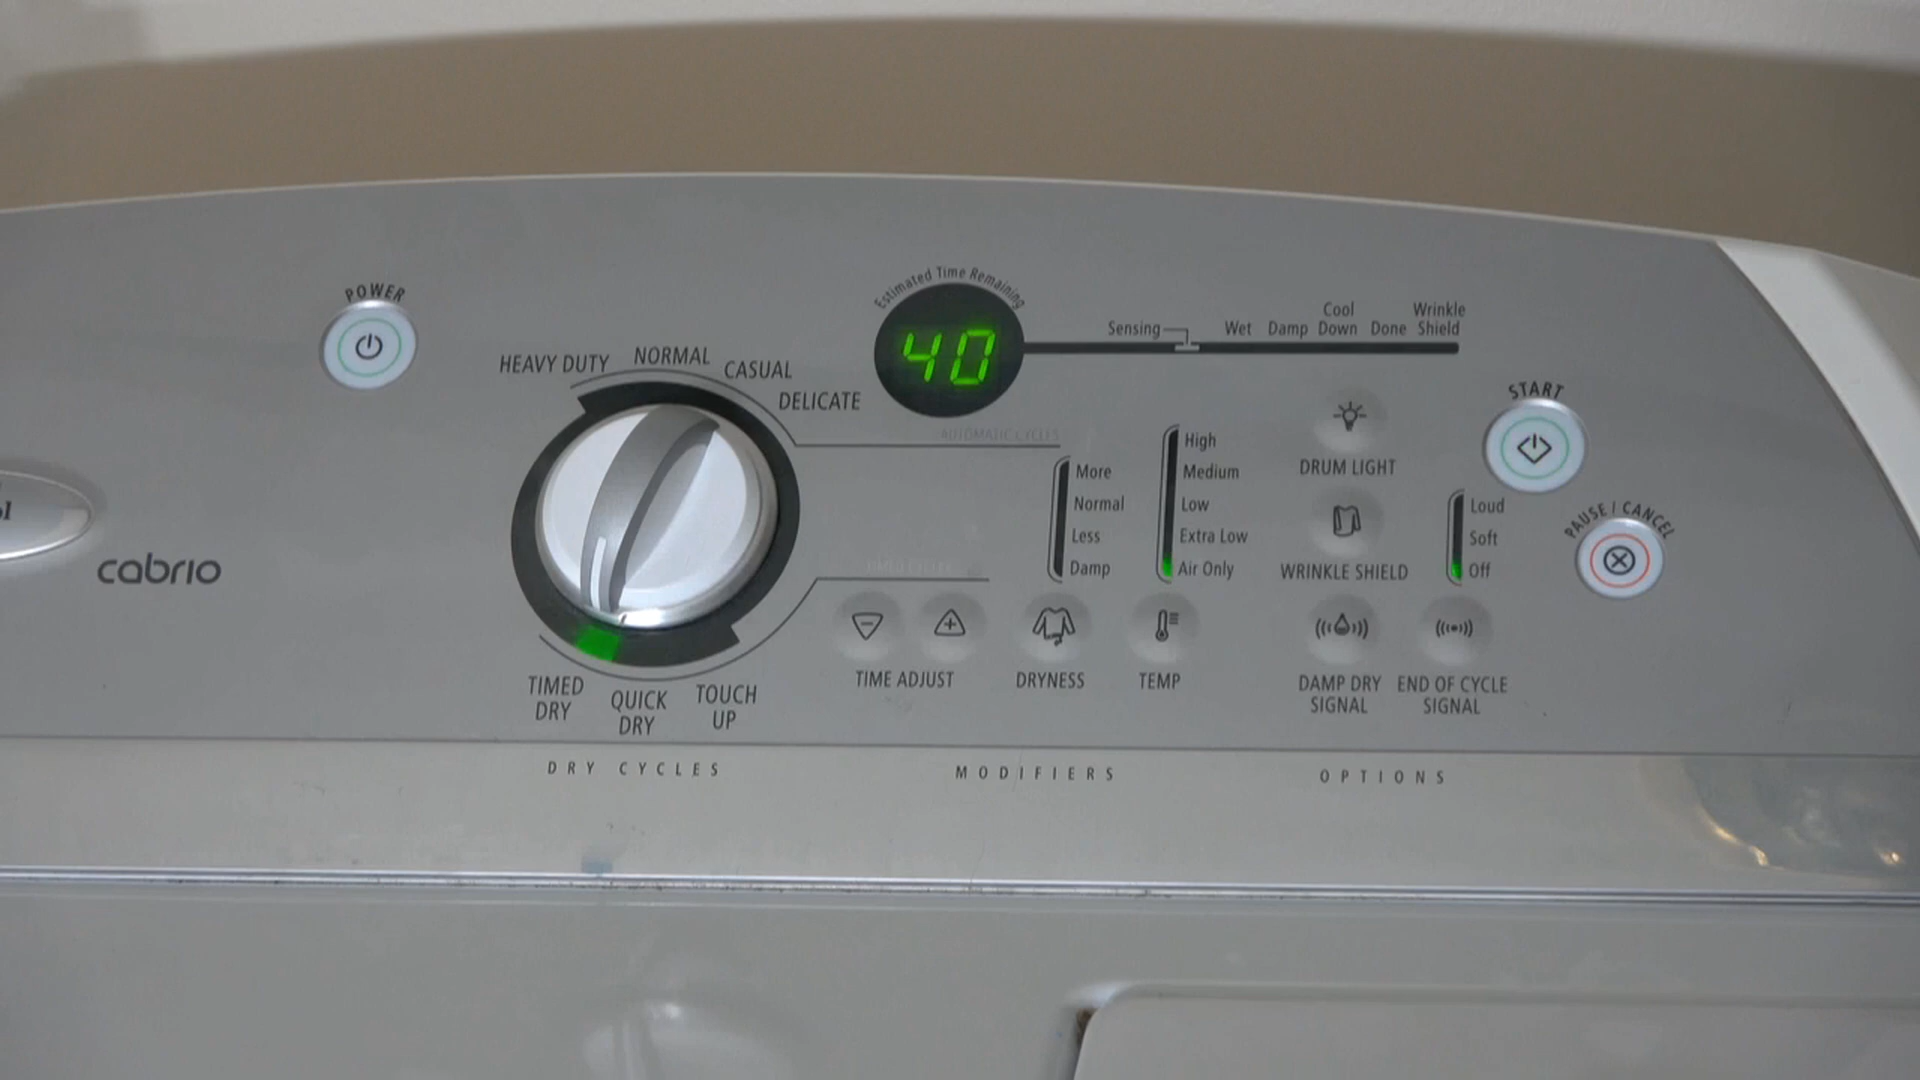 POWER
Estimated Time Remaining
40
Sensing
Wet
Damp
Cool
Down
Done
Wrinkle
Shield
HEAVY DUTY
NORMAL
CASUAL
DELICATE
AUTOMATIC CYCLES
START
PAUSE / CANCEL
cabrio
More
Normal
Less
Damp
High
Medium
Low
Extra Low
Air Only
DRUM LIGHT
WRINKLE SHIELD
Loud
Soft
Off
TIMED
DRY
QUICK
DRY
TOUCH
UP
TIME ADJUST
DRYNESS
TEMP
DAMP DRY
SIGNAL
END OF CYCLE
SIGNAL
DRY CYCLES
MODIFIERS
OPTIONS